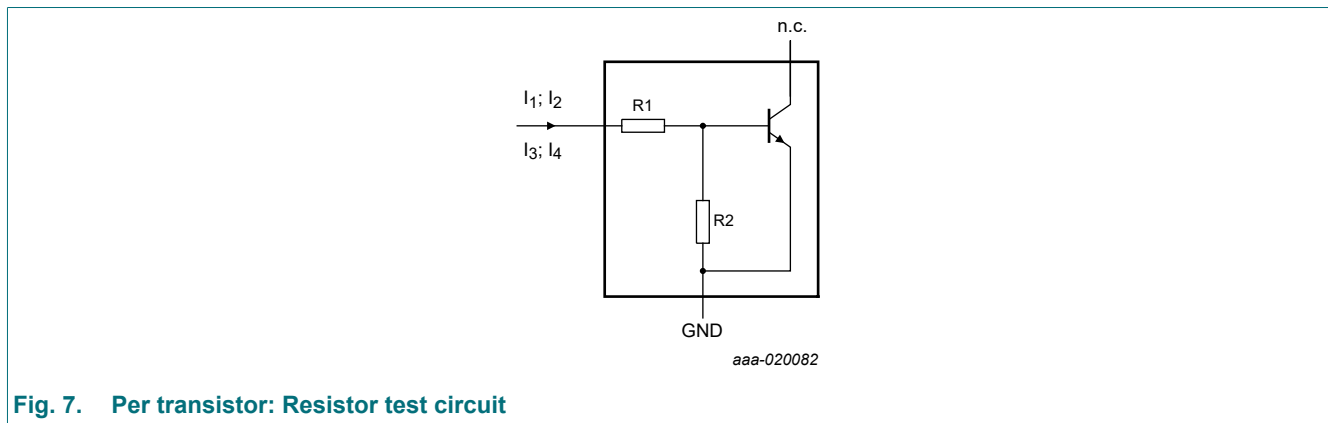 n.c.
I1; I2
R1
I3; I4
R2
GND
aaa-020082
Fig. 7. Per transistor: Resistor test circuit